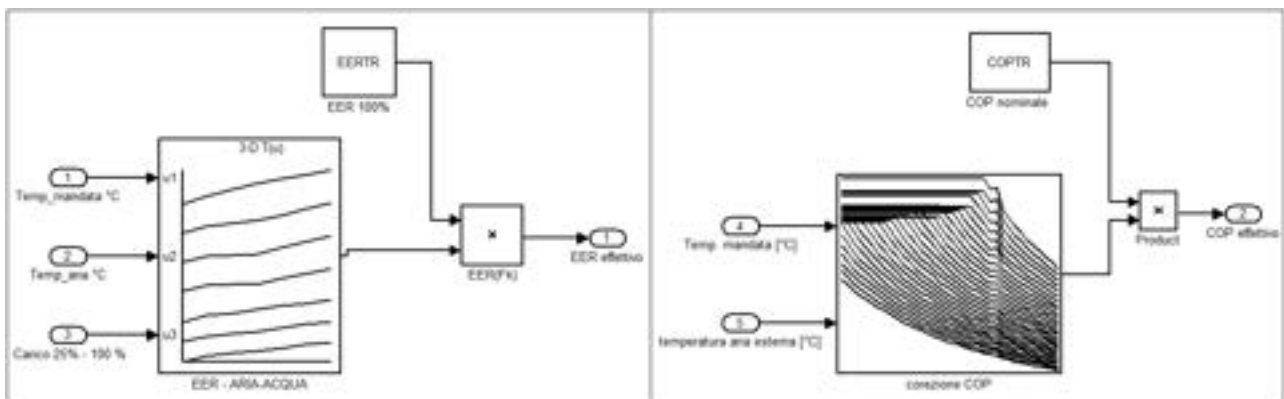 EERTR
EER 100%
3-D T(u)
1
u1
Temp_mandata °C
2
u2
Temp_aria °C
3
u3
Carico 25% - 100 %
EER - ARIA-ACQUA
×
EER(Fk)
1
EER effettivo
COPTR
COP nominale
4
Temp. mandata [°C]
5
temperatura aria esterna [°C]
correzione COP
×
Product
2
COP effettivo